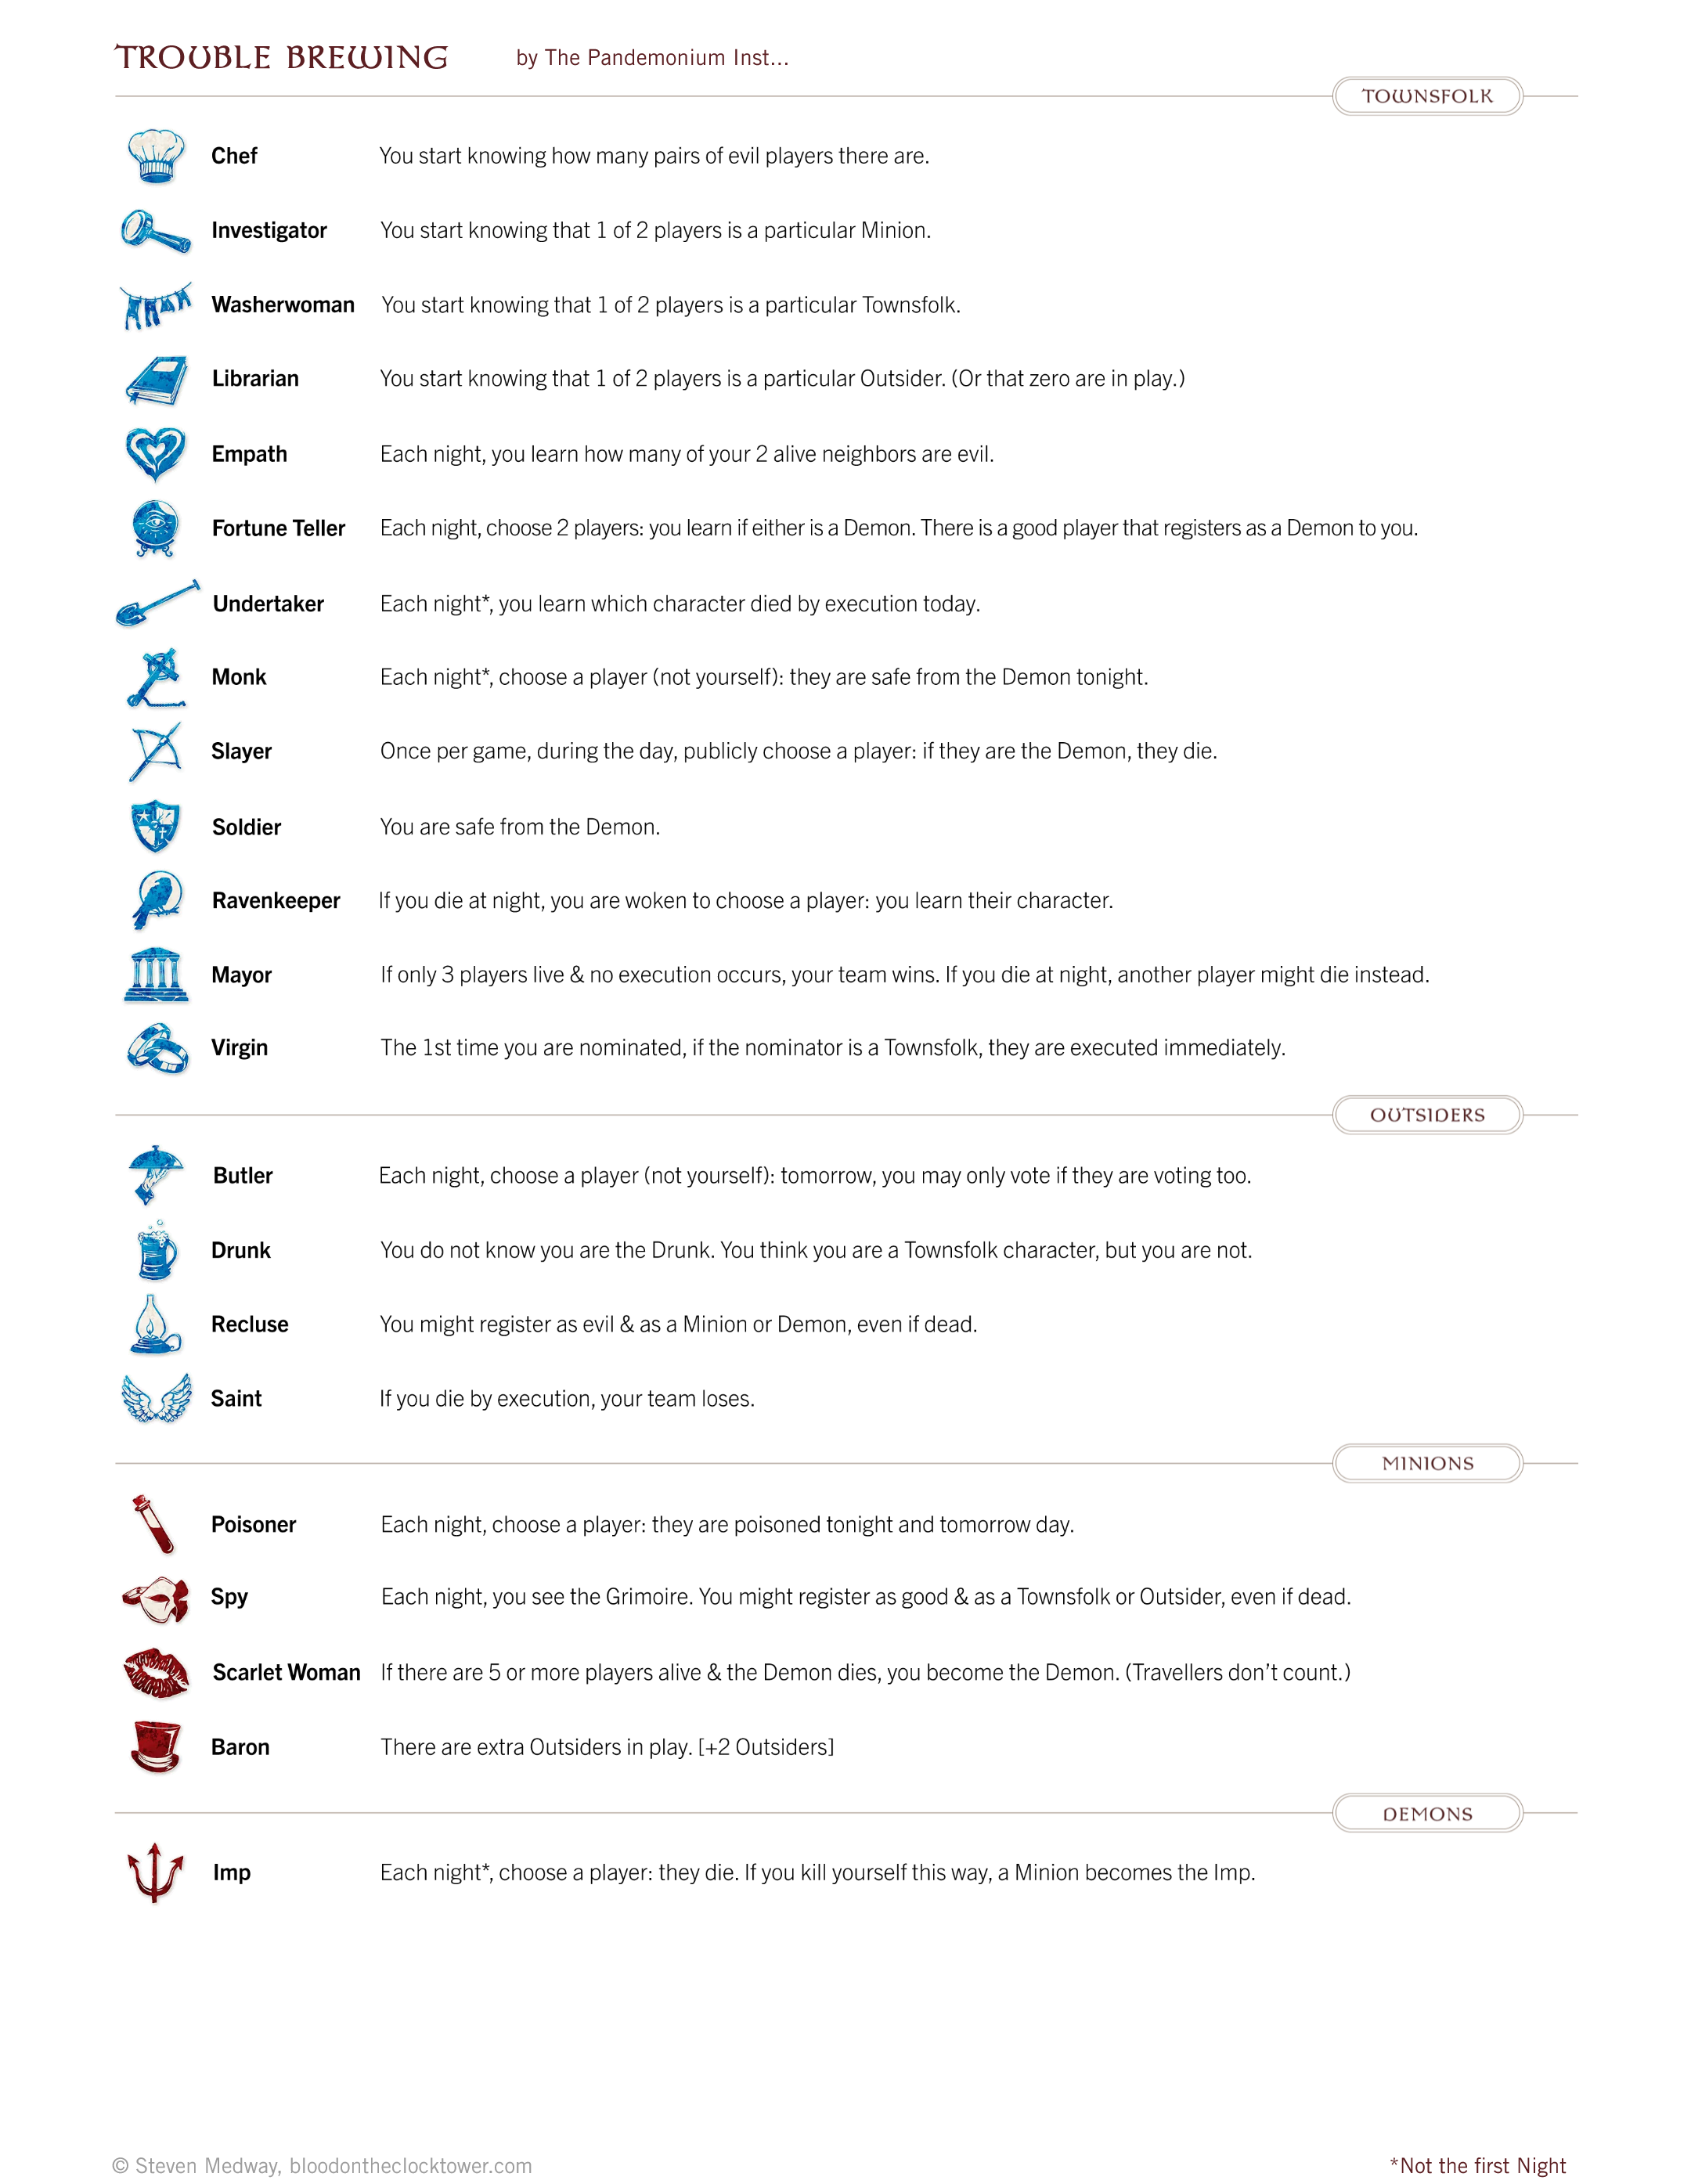 TROUBLE BREWING by The Pandemonium Inst...
TOWNSFOLK
Chef You start knowing how many pairs of evil players there are.
Investigator You start knowing that 1 of 2 players is a particular Minion.
Washerwoman You start knowing that 1 of 2 players is a particular Townsfolk.
Librarian You start knowing that 1 of 2 players is a particular Outsider. (Or that zero are in play.)
Empath Each night, you learn how many of your 2 alive neighbors are evil.
Fortune Teller Each night, choose 2 players: you learn if either is a Demon. There is a good player that registers as a Demon to you.
Undertaker Each night*, you learn which character died by execution today.
Monk Each night*, choose a player (not yourself): they are safe from the Demon tonight.
Slayer Once per game, during the day, publicly choose a player: if they are the Demon, they die.
Soldier You are safe from the Demon.
Ravenkeeper If you die at night, you are woken to choose a player: you learn their character.
Mayor If only 3 players live & no execution occurs, your team wins. If you die at night, another player might die instead.
Virgin The 1st time you are nominated, if the nominator is a Townsfolk, they are executed immediately.
OUTSIDERS
Butler Each night, choose a player (not yourself): tomorrow, you may only vote if they are voting too.
Drunk You do not know you are the Drunk. You think you are a Townsfolk character, but you are not.
Recluse You might register as evil & as a Minion or Demon, even if dead.
Saint If you die by execution, your team loses.
MINIONS
Poisoner Each night, choose a player: they are poisoned tonight and tomorrow day.
Spy Each night, you see the Grimoire. You might register as good & as a Townsfolk or Outsider, even if dead.
Scarlet Woman If there are 5 or more players alive & the Demon dies, you become the Demon. (Travellers don’t count.)
Baron There are extra Outsiders in play. [+2 Outsiders]
DEMONS
Imp Each night*, choose a player: they die. If you kill yourself this way, a Minion becomes the Imp.
© Steven Medway, bloodontheclocktower.com *Not the first Night